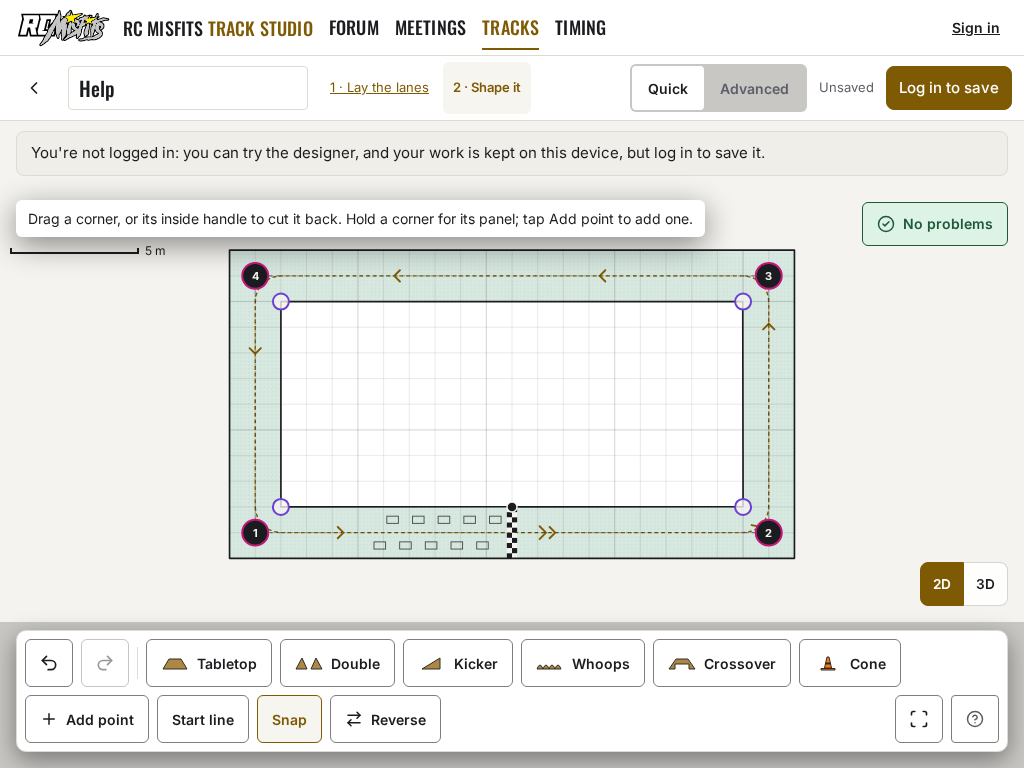 RC Misfits
RC MISFITS TRACK STUDIO
FORUM
MEETINGS
TRACKS
TIMING
Sign in
Help
1 · Lay the lanes
2 · Shape it
Quick
Advanced
Unsaved
Log in to save
You're not logged in: you can try the designer, and your work is kept on this device, but log in to save it.
Drag a corner, or its inside handle to cut it back. Hold a corner for its panel; tap Add point to add one.
No problems
5 m
4
3
1
2
2D
3D
Tabletop
Double
Kicker
Whoops
Crossover
Cone
Add point
Start line
Snap
Reverse